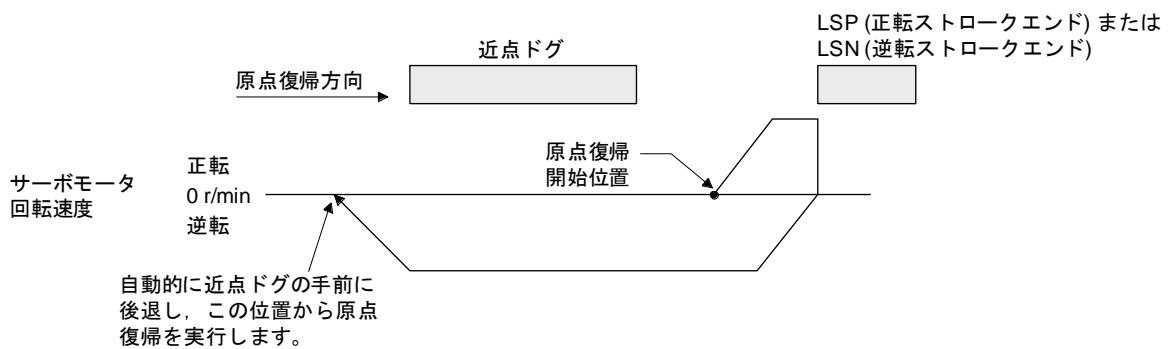 LSP (正転ストロークエンド) または
LSN (逆転ストロークエンド)
近点ドグ
原点復帰方向
原点復帰
開始位置
サーボモータ
回転速度
正転
0 r/min
逆転
自動的に近点ドグの手前に
後退し，この位置から原点
復帰を実行します。